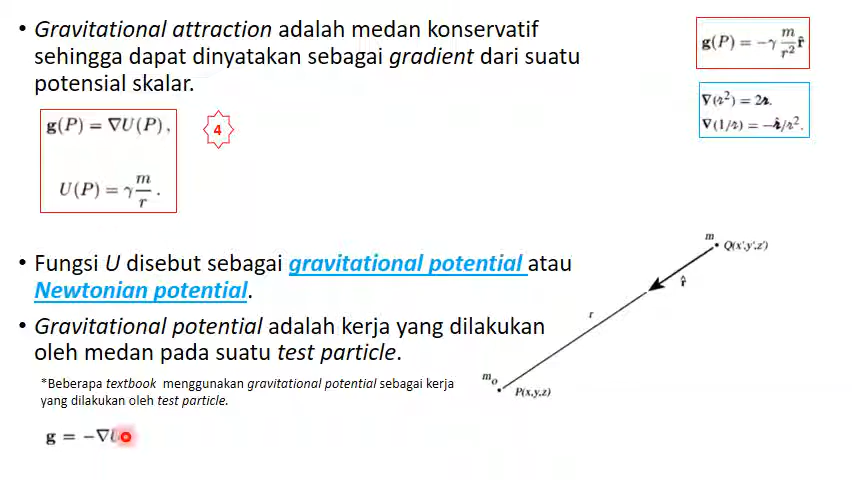 • Gravitational attraction adalah medan konservatif
sehingga dapat dinyatakan sebagai gradient dari suatu
potensial skalar.
g(P) = −γ m/r² r̂
∇(𝓇²) = 2𝓇.
∇(1/𝓇) = −𝓇̂/𝓇².
g(P) = ∇U(P),
4
U(P) = γ m/r .
• Fungsi U disebut sebagai gravitational potential atau
Newtonian potential.
• Gravitational potential adalah kerja yang dilakukan
oleh medan pada suatu test particle.
*Beberapa textbook menggunakan gravitational potential sebagai kerja
yang dilakukan oleh test particle.
g = −∇
m
Q(x',y',z')
r̂
r
m₀
P(x,y,z)